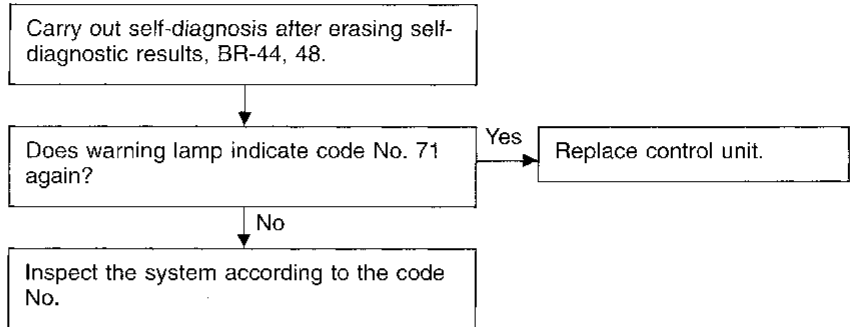 Carry out self-diagnosis after erasing self-
diagnostic results, BR-44, 48.
Does warning lamp indicate code No. 71
again?
Yes
Replace control unit.
No
Inspect the system according to the code
No.